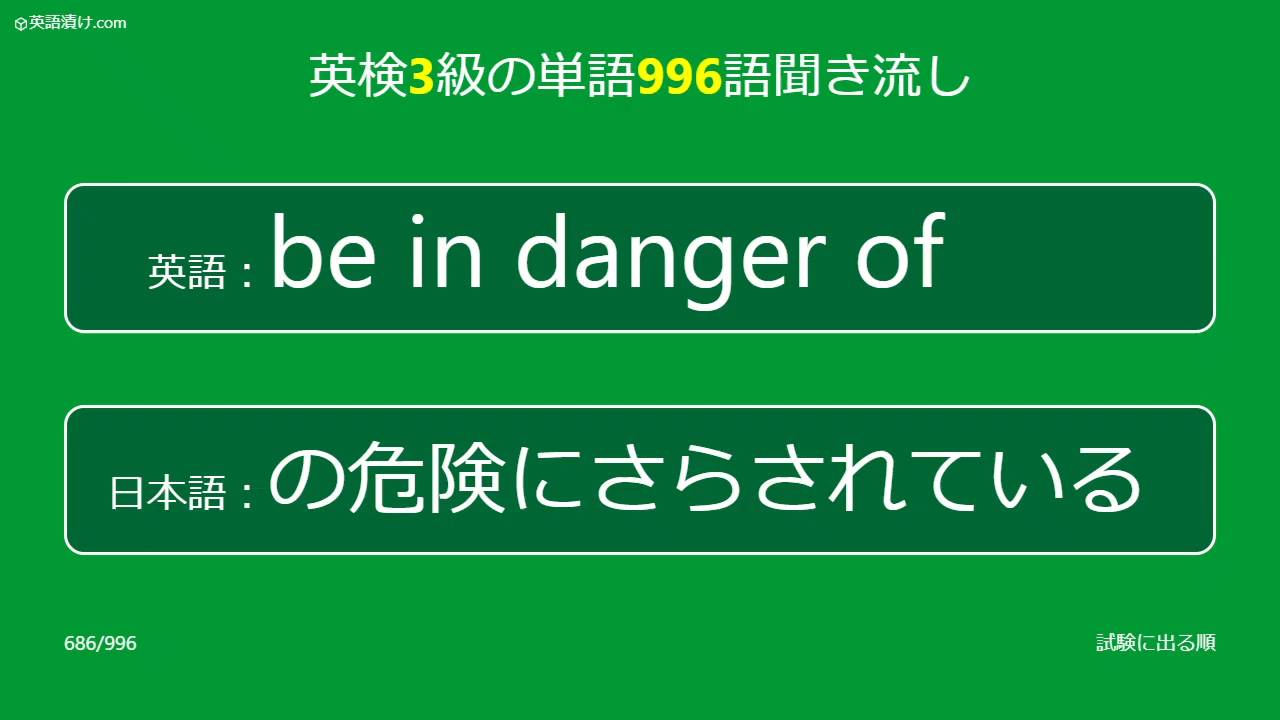 英語漬け.com
英検3級の単語996語聞き流し
英語：be in danger of
日本語：の危険にさらされている
686/996
試験に出る順